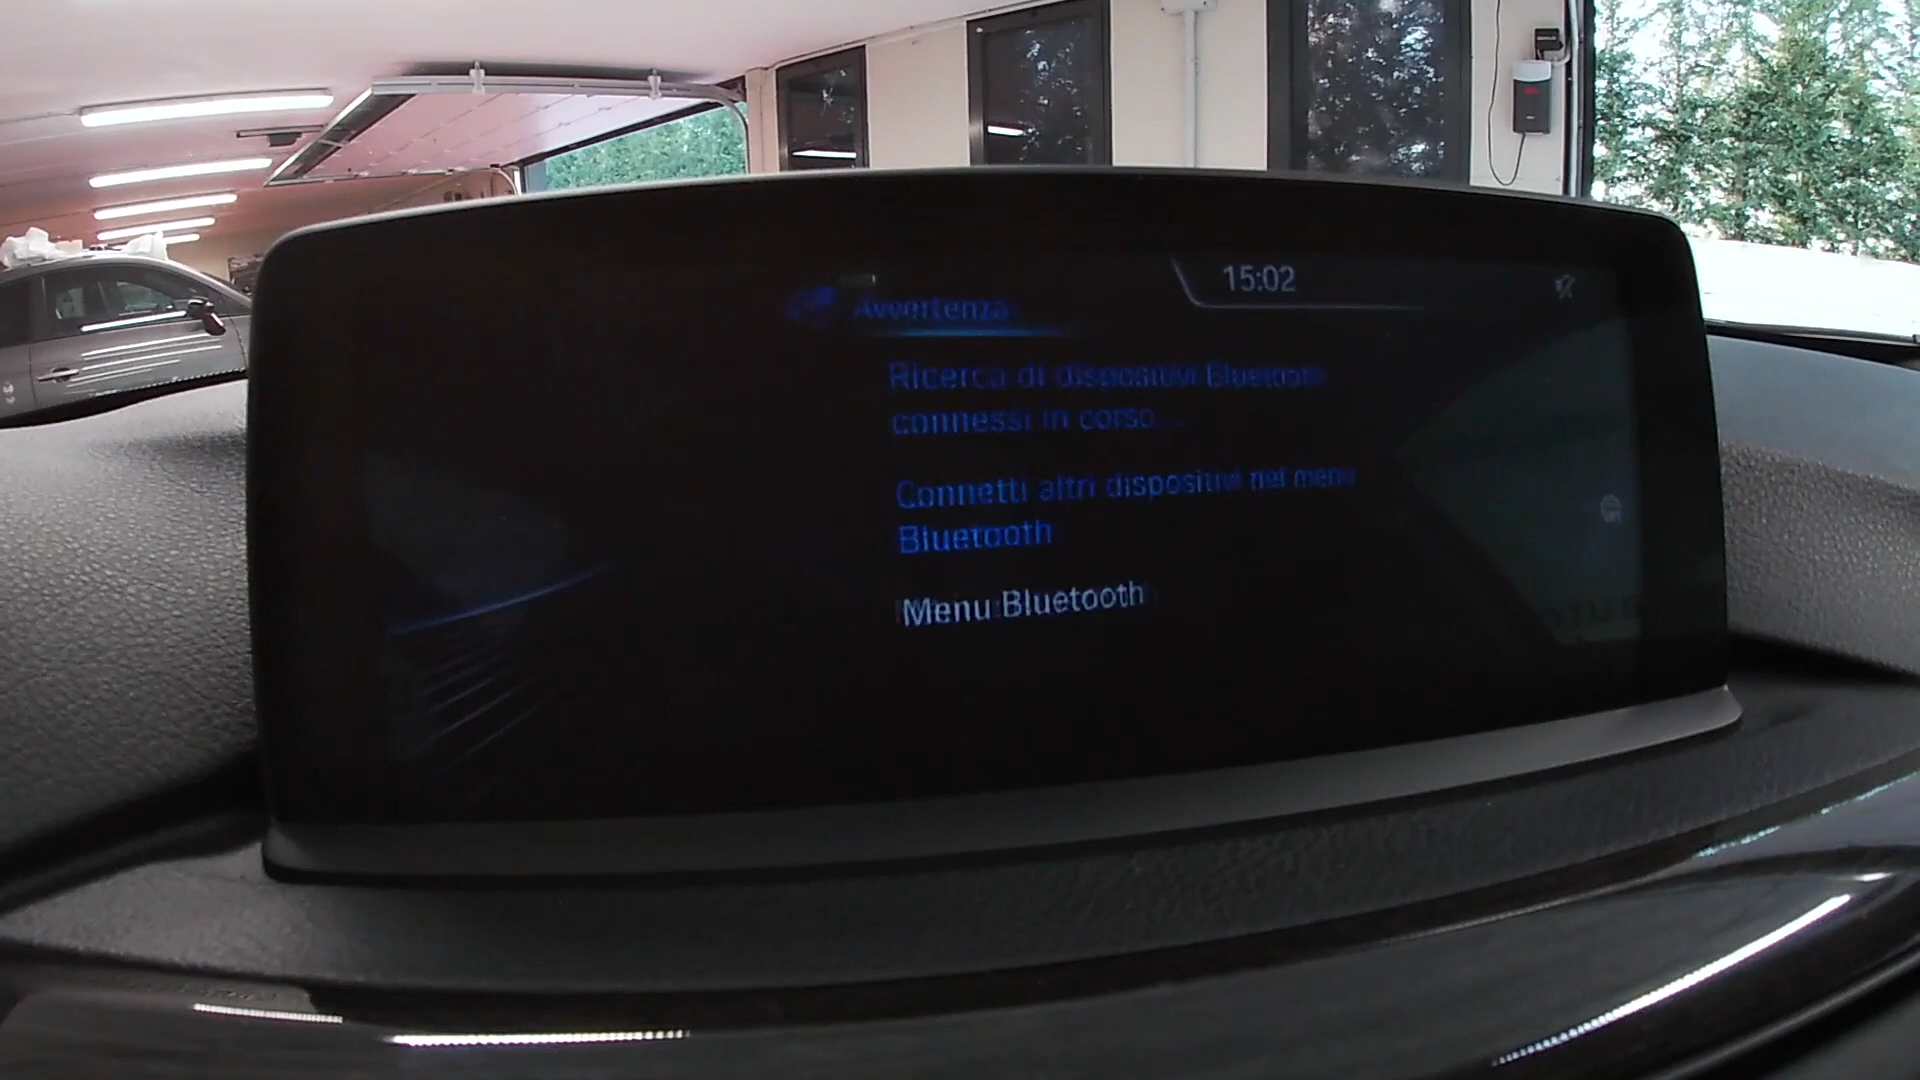 15:02
Avvertenza
Ricerca di dispositivi Bluetooth
connessi in corso...
Connetti altri dispositivi nel menu
Bluetooth
Menu Bluetooth